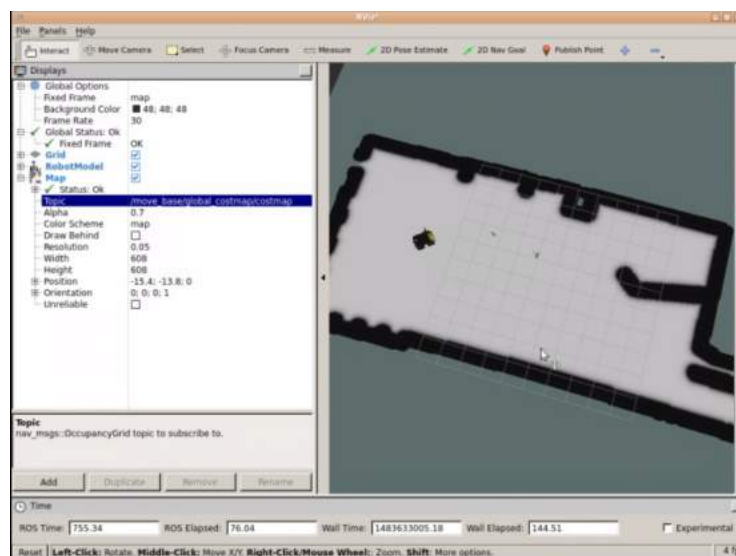 RViz*
File Panels Help
Interact Move Camera Select Focus Camera Measure 2D Pose Estimate 2D Nav Goal Publish Point
Displays
Global Options
Fixed Frame map
Background Color 48; 48; 48
Frame Rate 30
Global Status: Ok
Fixed Frame OK
Grid
RobotModel
Map
Status: Ok
Topic /move_base/global_costmap/costmap
Alpha 0.7
Color Scheme map
Draw Behind
Resolution 0.05
Width 608
Height 608
Position -15.4; -13.8; 0
Orientation 0; 0; 0; 1
Unreliable
Topic
nav_msgs::OccupancyGrid topic to subscribe to.
Add Duplicate Remove Rename
Time
ROS Time: 755.34 ROS Elapsed: 76.04 Wall Time: 1483633005.18 Wall Elapsed: 144.51 Experimental
Reset Left-Click: Rotate. Middle-Click: Move X/Y. Right-Click/Mouse Wheel:: Zoom. Shift: More options.